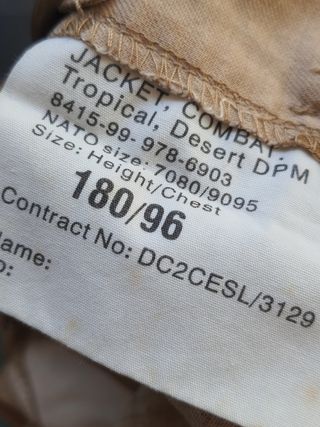 JACKET, COMBAT,
Tropical, Desert DPM
8415-99-978-6903
NATO size: 7080/9095
Size: Height/Chest
180/96
Contract No: DC2CESL/3129
ame:
o: